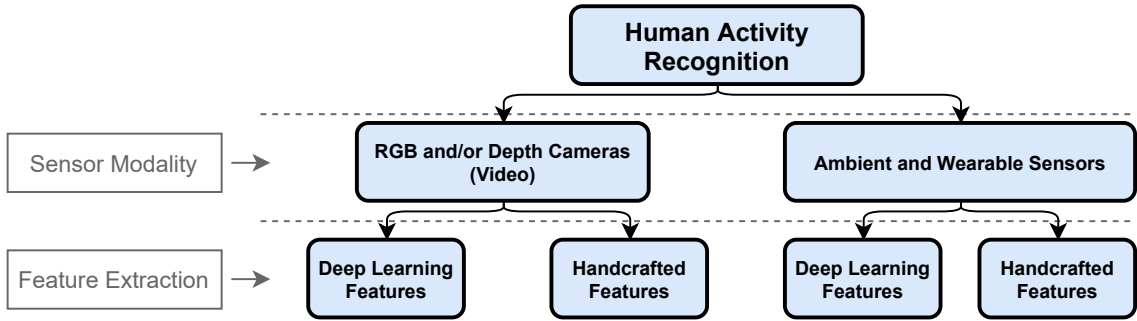 Human Activity
Recognition
Sensor Modality
RGB and/or Depth Cameras
(Video)
Ambient and Wearable Sensors
Feature Extraction
Deep Learning
Features
Handcrafted
Features
Deep Learning
Features
Handcrafted
Features